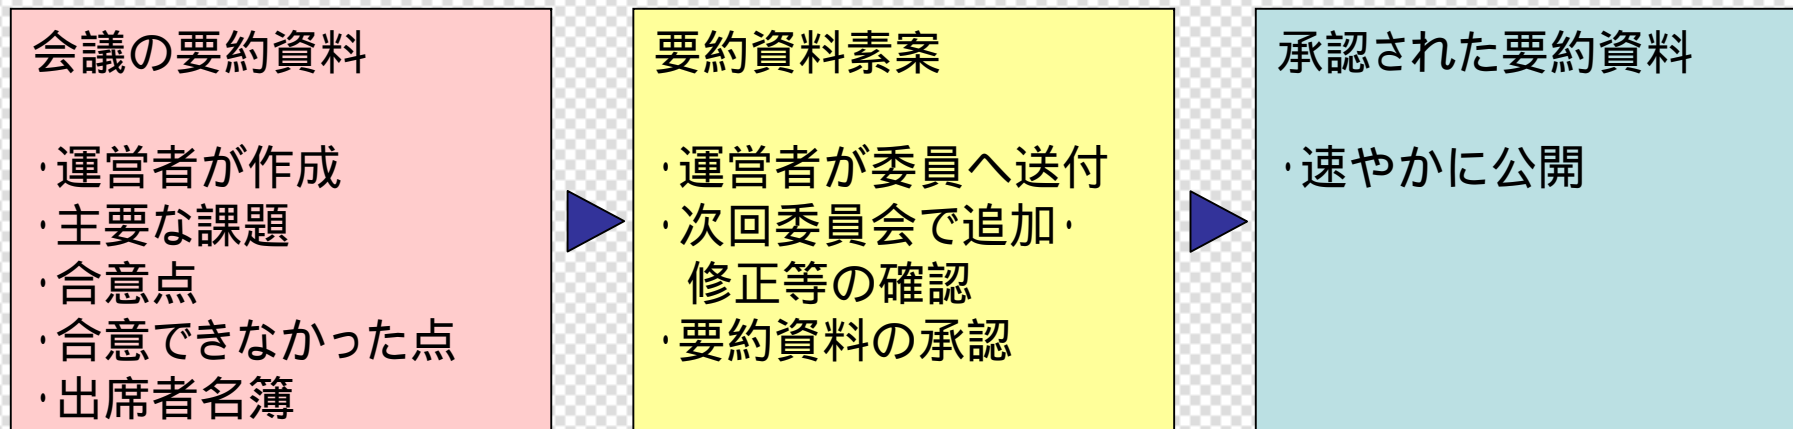 会議の要約資料
・運営者が作成
・主要な課題
・合意点
・合意できなかった点
・出席者名簿
要約資料素案
・運営者が委員へ送付
・次回委員会で追加・
修正等の確認
・要約資料の承認
承認された要約資料
・速やかに公開